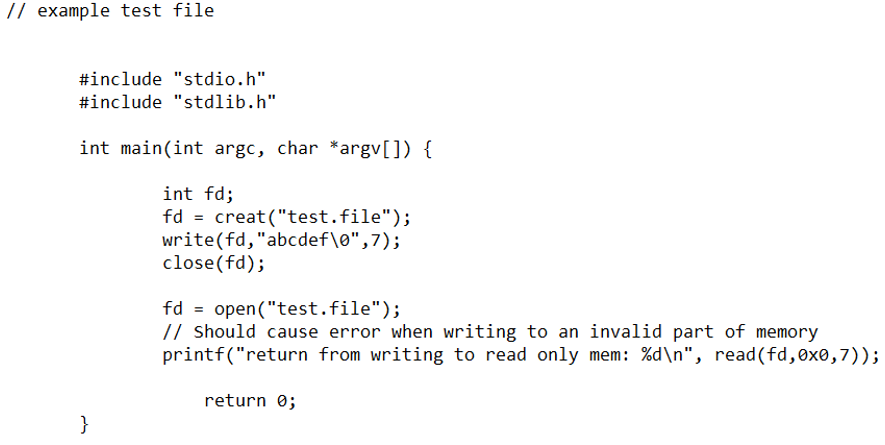 // example test file
#include "stdio.h"
#include "stdlib.h"
int main(int argc, char *argv[]) {
int fd;
fd = creat("test.file");
write(fd,"abcdef\0",7);
close(fd);
fd = open("test.file");
// Should cause error when writing to an invalid part of memory
printf("return from writing to read only mem: %d\n", read(fd,0x0,7));
return 0;
}